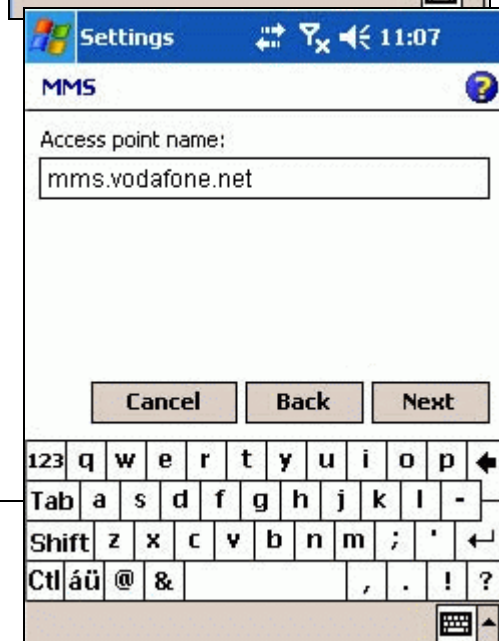 Settings 11:07
MMS ?
Access point name:
mms.vodafone.net
Cancel Back Next
123 q w e r t y u i o p
Tab a s d f g h j k l -
Shift z x c v b n m ; '
Ctl áü @ & , . ! ?